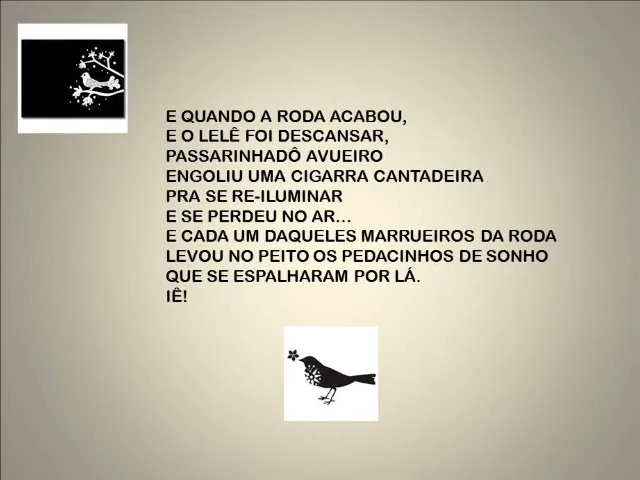 E QUANDO A RODA ACABOU,
E O LELÊ FOI DESCANSAR,
PASSARINHADÔ AVUEIRO
ENGOLIU UMA CIGARRA CANTADEIRA
PRA SE RE-ILUMINAR
E SE PERDEU NO AR...
E CADA UM DAQUELES MARRUEIROS DA RODA
LEVOU NO PEITO OS PEDACINHOS DE SONHO
QUE SE ESPALHARAM POR LÁ.
IÊ!